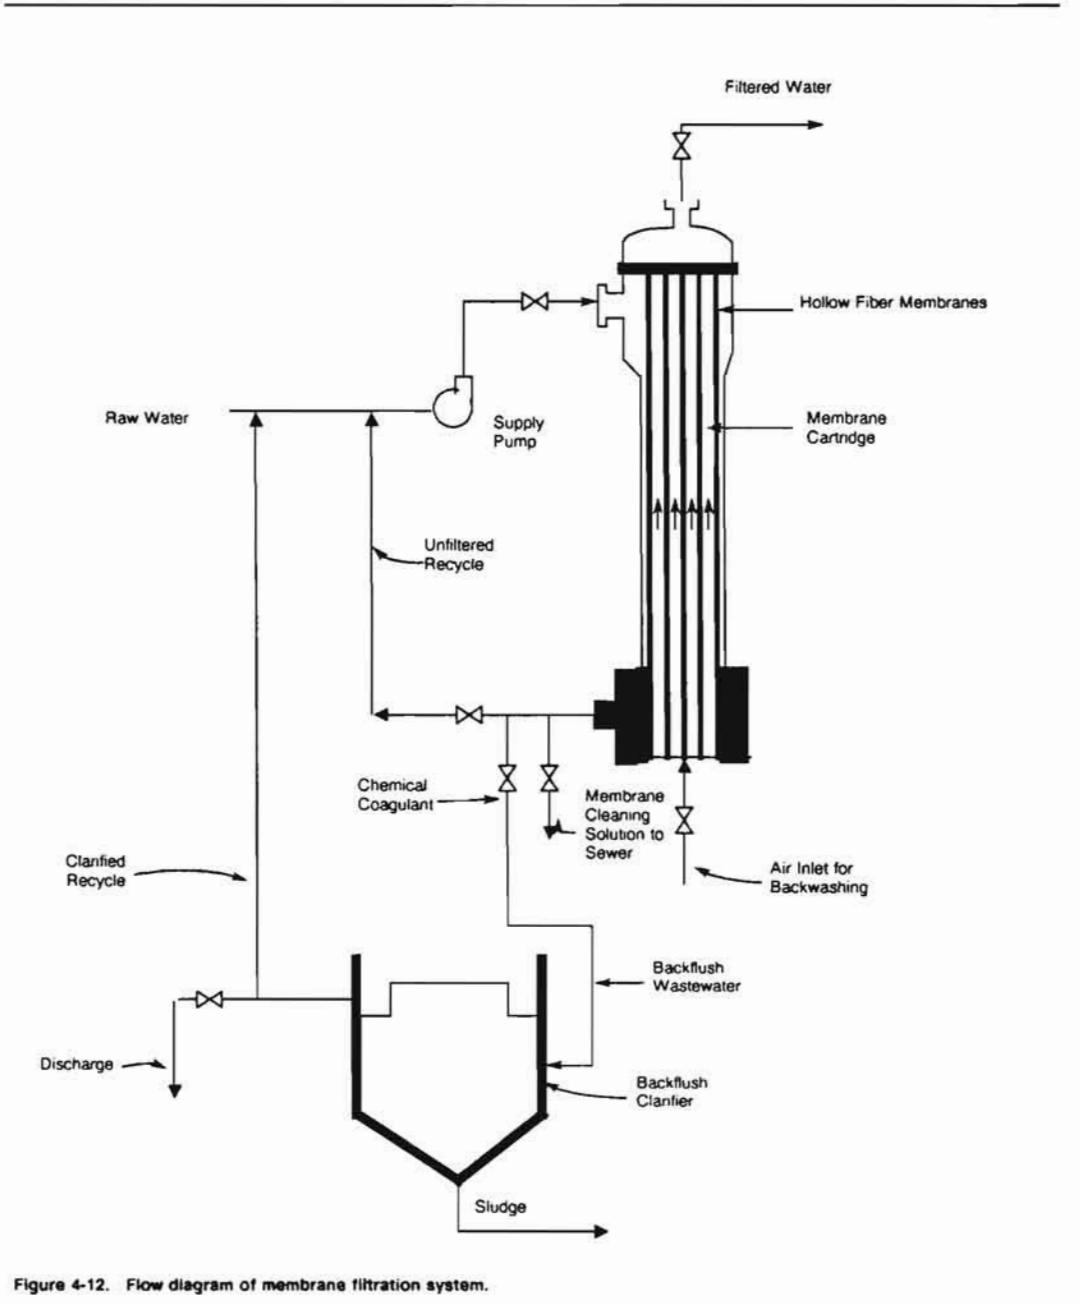 Filtered Water
Hollow Fiber Membranes
Raw Water
Supply
Pump
Membrane
Cartridge
Unfiltered
Recycle
Chemical
Coagulant
Membrane
Cleaning
Solution to
Sewer
Clarified
Recycle
Air Inlet for
Backwashing
Backflush
Wastewater
Discharge
Backflush
Clarifier
Sludge
Figure 4-12. Flow diagram of membrane filtration system.